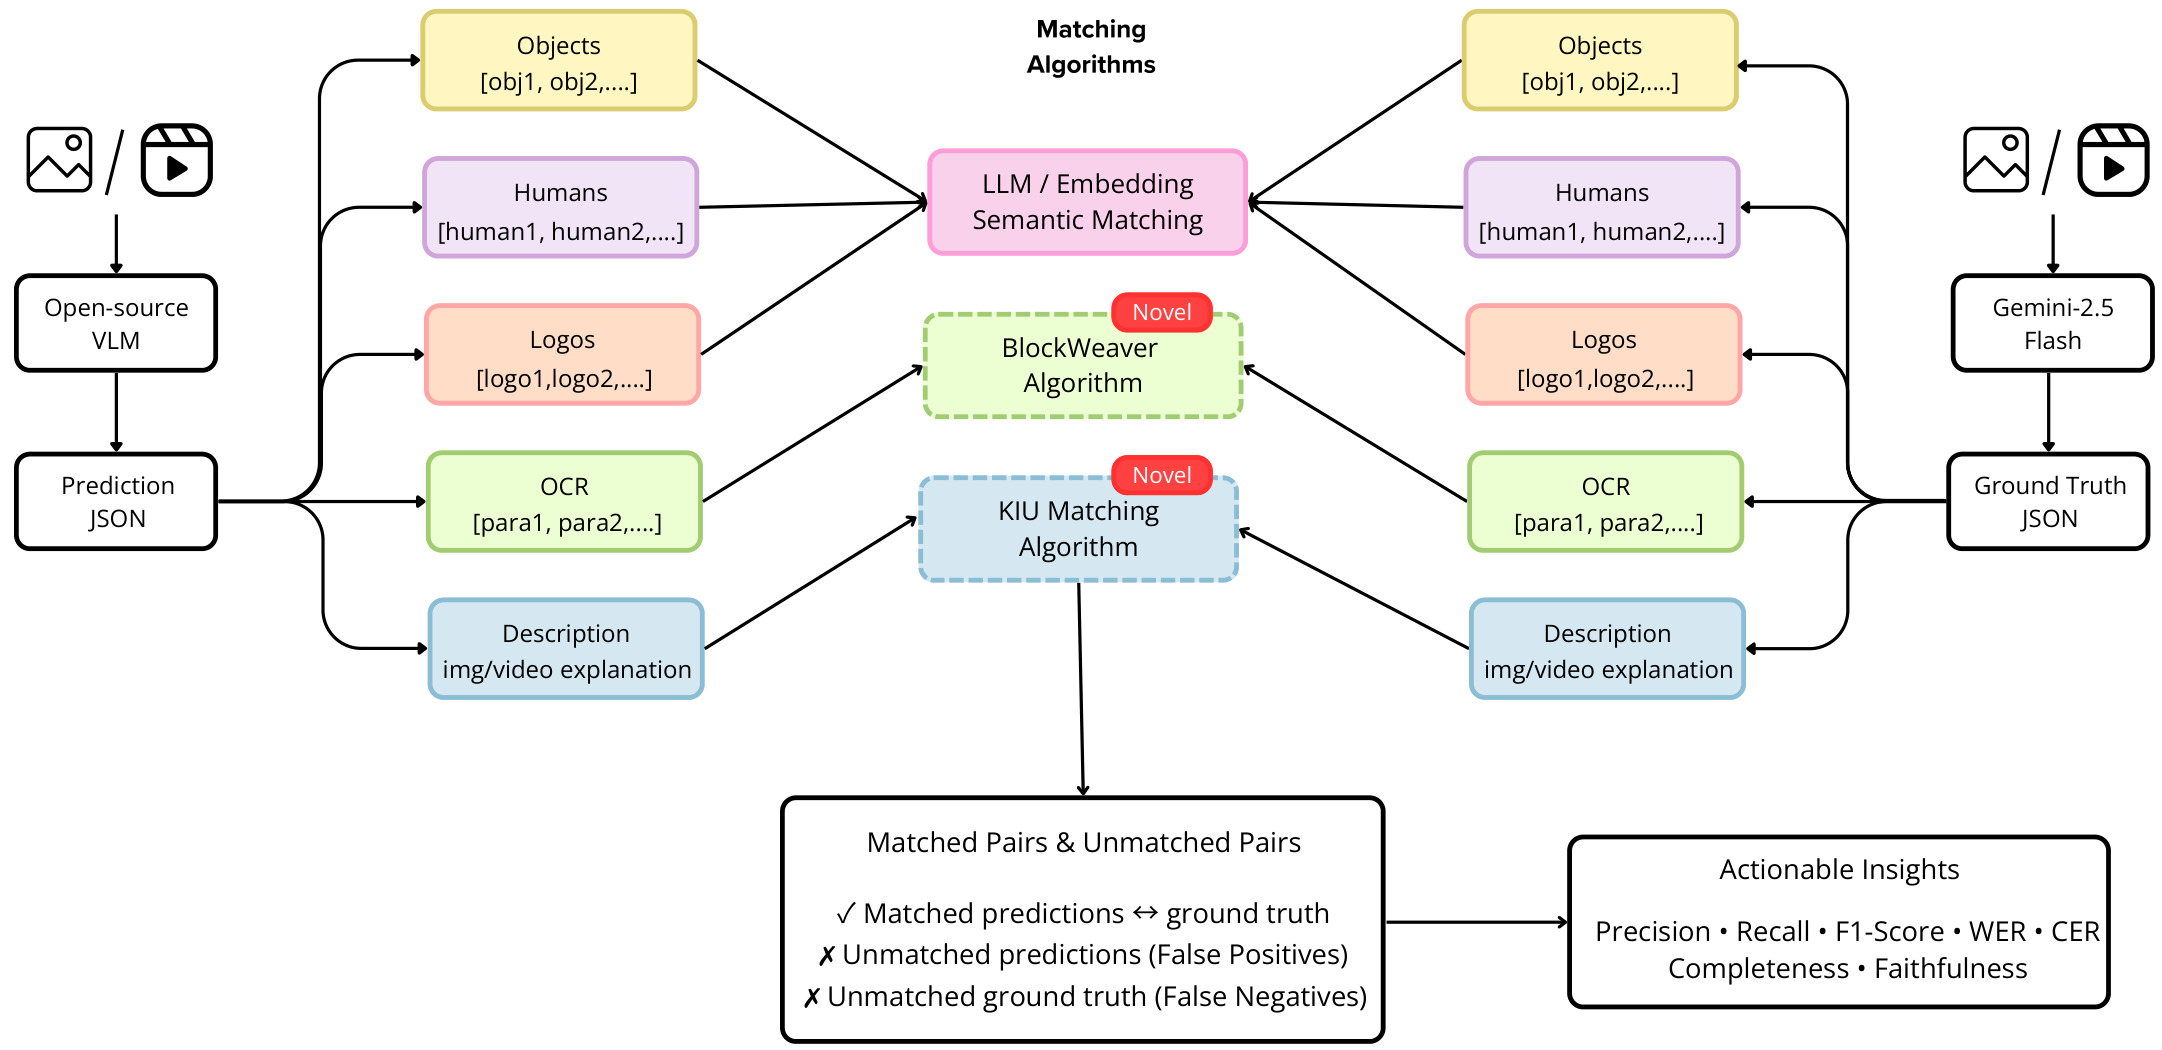 Matching
Algorithms
Objects
[obj1, obj2,....]
Humans
[human1, human2,....]
Logos
[logo1,logo2,....]
OCR
[para1, para2,....]
Description
img/video explanation
Open-source
VLM
Prediction
JSON
LLM / Embedding
Semantic Matching
Novel
BlockWeaver
Algorithm
Novel
KIU Matching
Algorithm
Objects
[obj1, obj2,....]
Humans
[human1, human2,....]
Logos
[logo1,logo2,....]
OCR
[para1, para2,....]
Description
img/video explanation
Gemini-2.5
Flash
Ground Truth
JSON
Matched Pairs & Unmatched Pairs
✓ Matched predictions ↔ ground truth
✗ Unmatched predictions (False Positives)
✗ Unmatched ground truth (False Negatives)
Actionable Insights
Precision • Recall • F1-Score • WER • CER
Completeness • Faithfulness